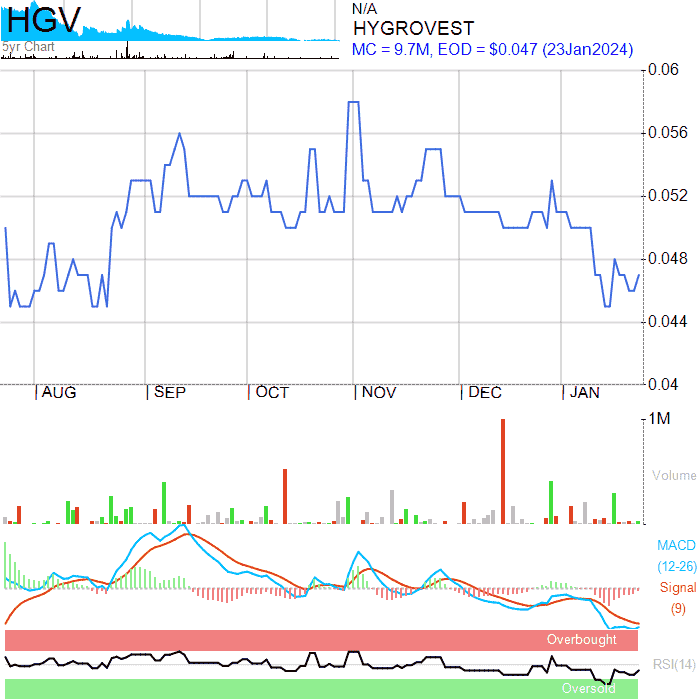 HGV
5yr Chart
N/A
HYGROVEST
MC = 9.7M, EOD = $0.047 (23Jan2024)
0.06
0.056
0.052
0.048
0.044
0.04
AUG SEP OCT NOV DEC JAN
1M
Volume
MACD
(12-26)
Signal
(9)
Overbought
RSI(14)
Oversold